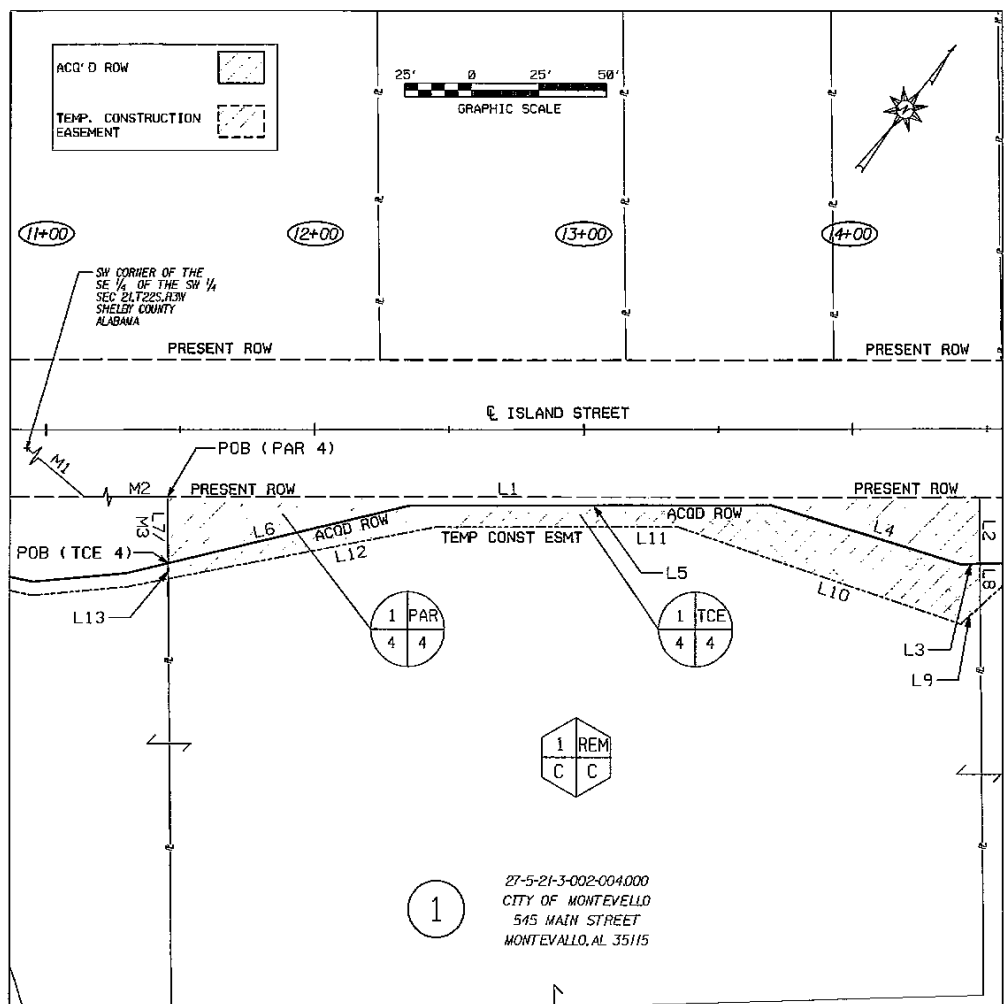 ACQ'D ROW
TEMP. CONSTRUCTION
EASEMENT
25' 0 25' 50'
GRAPHIC SCALE
N
11+00 12+00 13+00 14+00
SW CORNER OF THE
SE 1/4 OF THE SW 1/4
SEC 21,T22S,R3W
SHELBY COUNTY
ALABAMA
PRESENT ROW PRESENT ROW
℄ ISLAND STREET
M1
POB (PAR 4)
M2 PRESENT ROW L1 PRESENT ROW
L7/
M3
L6 ACQD ROW
ACQD ROW L4 L2
POB (TCE 4)
L12 TEMP CONST ESMT L11
L5 L10 L8
L13
1 PAR
4 4
1 TCE
4 4
L3
L9
1 REM
C C
27-5-21-3-002-004.000
CITY OF MONTEVELLO
545 MAIN STREET
MONTEVALLO, AL 35115
1